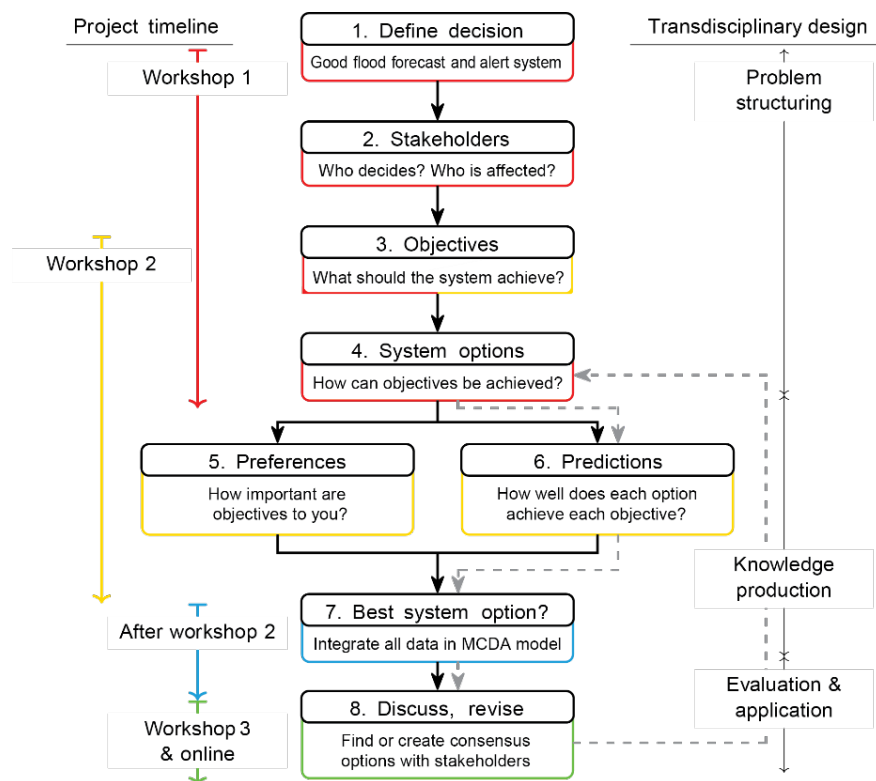 Project timeline
Transdisciplinary design
1. Define decision
Good flood forecast and alert system
Workshop 1
Problem
structuring
2. Stakeholders
Who decides? Who is affected?
Workshop 2
3. Objectives
What should the system achieve?
4. System options
How can objectives be achieved?
5. Preferences
How important are
objectives to you?
6. Predictions
How well does each option
achieve each objective?
Knowledge
production
7. Best system option?
Integrate all data in MCDA model
After workshop 2
Evaluation &
application
8. Discuss, revise
Find or create consensus
options with stakeholders
Workshop 3
& online